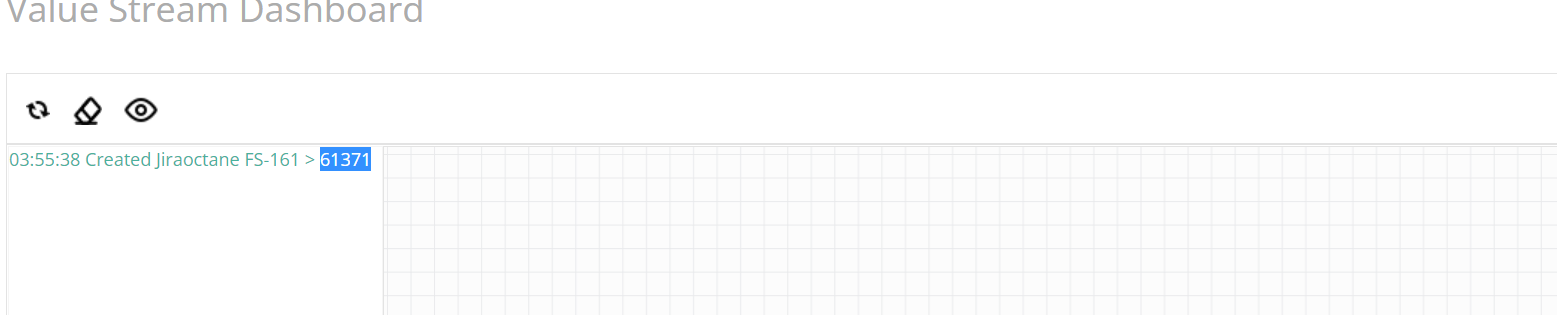 Value Stream Dashboard
03:55:38 Created Jiraoctane FS-161 > 61371